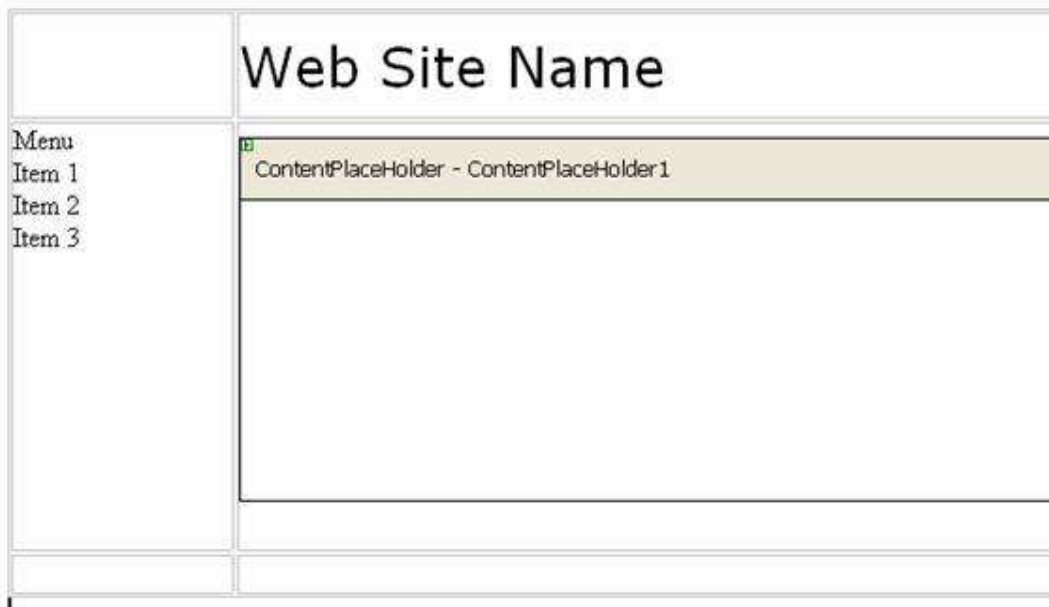 Web Site Name
Menu
Item 1
Item 2
Item 3
ContentPlaceHolder - ContentPlaceHolder1